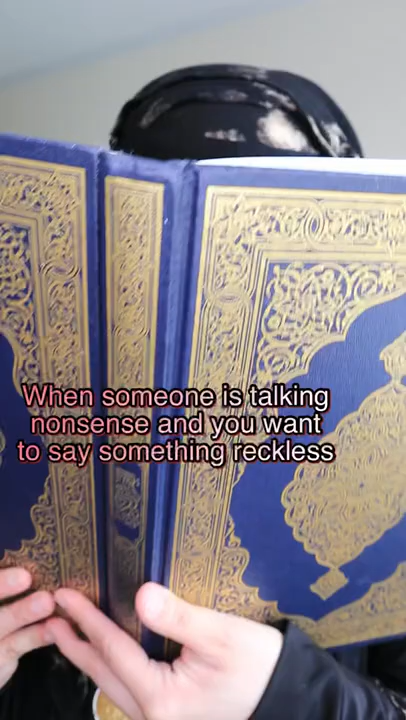 When someone is talking
nonsense and you want
to say something reckless